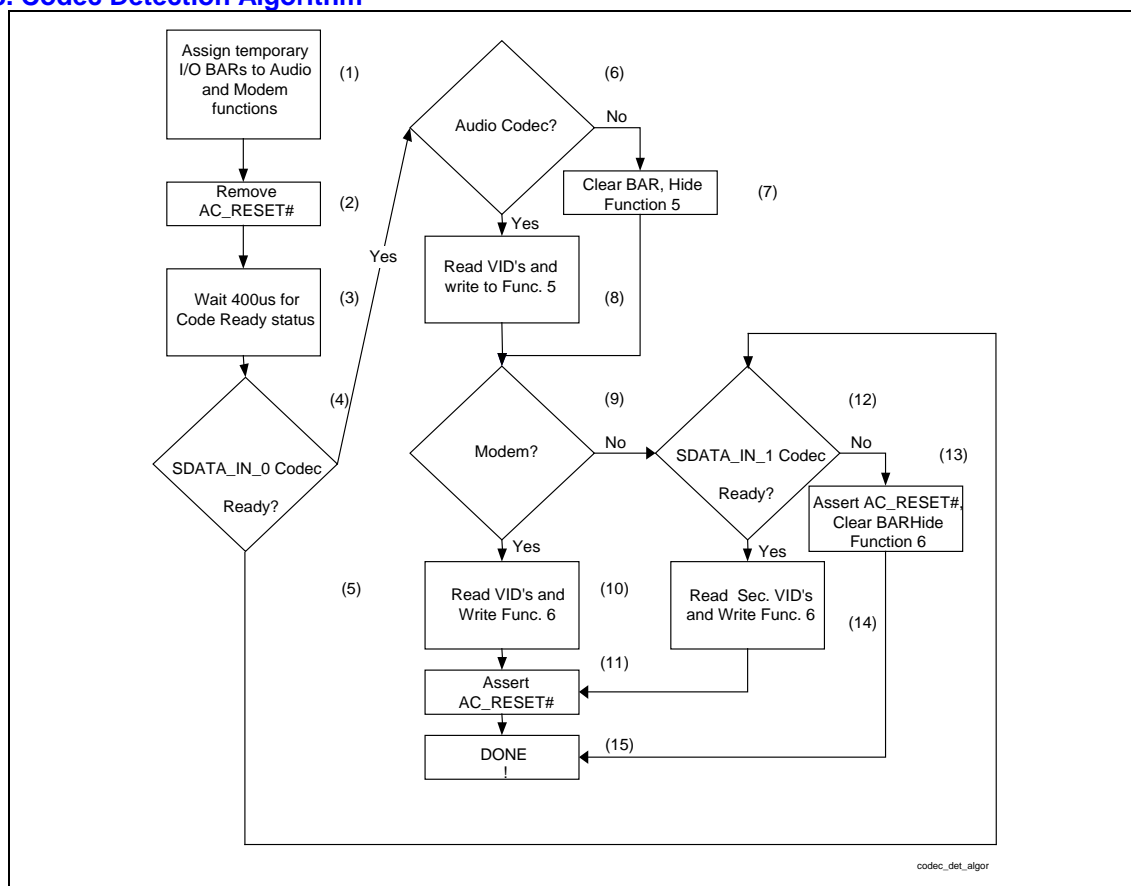 Codec Detection Algorithm
Assign temporary
I/O BARs to Audio
and Modem
functions
(1)
Remove
AC_RESET#
(2)
Wait 400us for
Code Ready status
(3)
(4)
SDATA_IN_0 Codec
Ready?
Yes
(5)
(6)
Audio Codec?
No
Clear BAR, Hide
Function 5
(7)
Yes
Read VID's and
write to Func. 5
(8)
(9)
Modem?
No
(12)
SDATA_IN_1 Codec
Ready?
No
(13)
Assert AC_RESET#,
Clear BARHide
Function 6
Yes
Read VID's and
Write Func. 6
(10)
Yes
Read Sec. VID's
and Write Func. 6
(14)
(11)
Assert
AC_RESET#
DONE
!
(15)
codec_det_algor